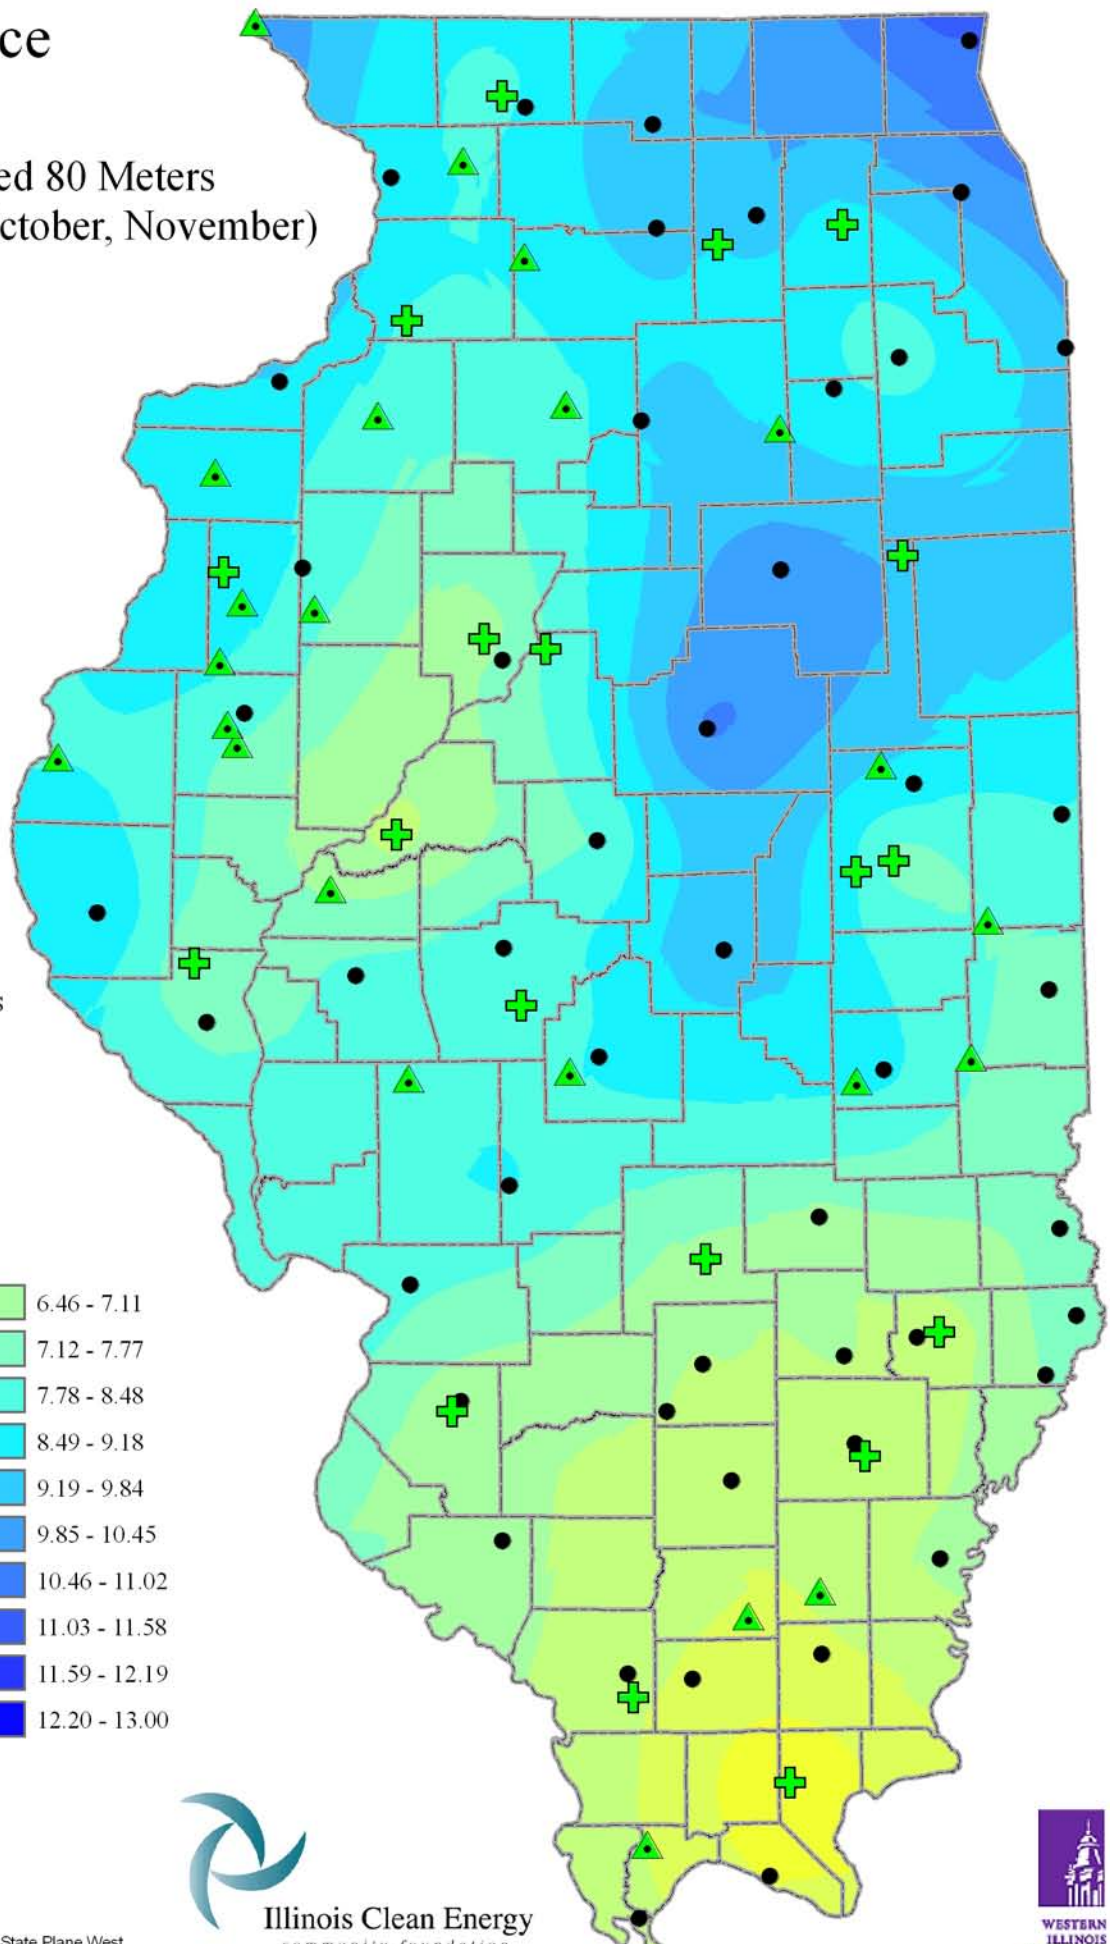 ce
ed 80 Meters
ctober, November)
s
6.46 - 7.11
7.12 - 7.77
7.78 - 8.48
8.49 - 9.18
9.19 - 9.84
9.85 - 10.45
10.46 - 11.02
11.03 - 11.58
11.59 - 12.19
12.20 - 13.00
Illinois Clean Energy
community foundation
WESTERN
ILLINOIS
State Plane West